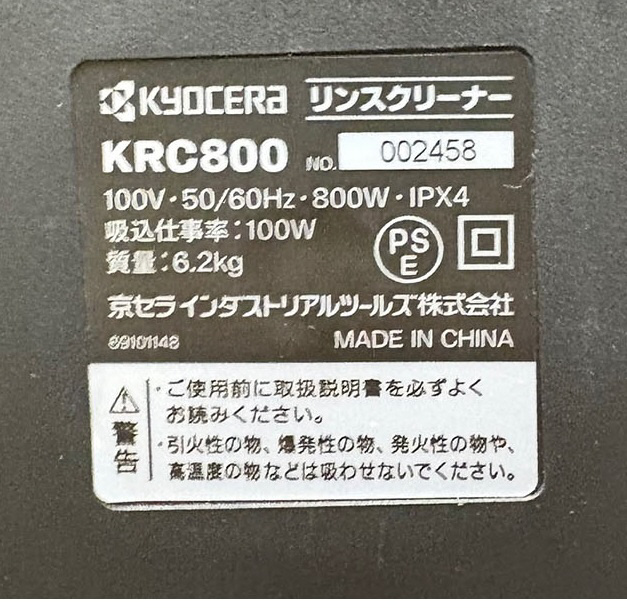 KYOCERA リンスクリーナー
KRC800 NO. 002458
100V・50/60Hz・800W・IPX4
吸込仕事率：100W
質量：6.2kg
PS
E
京セラインダストリアルツールズ株式会社
69101148 MADE IN CHINA
警告
・ご使用前に取扱説明書を必ずよく
お読みください。
・引火性の物、爆発性の物、発火性の物や、
高温度の物などは吸わせないでください。